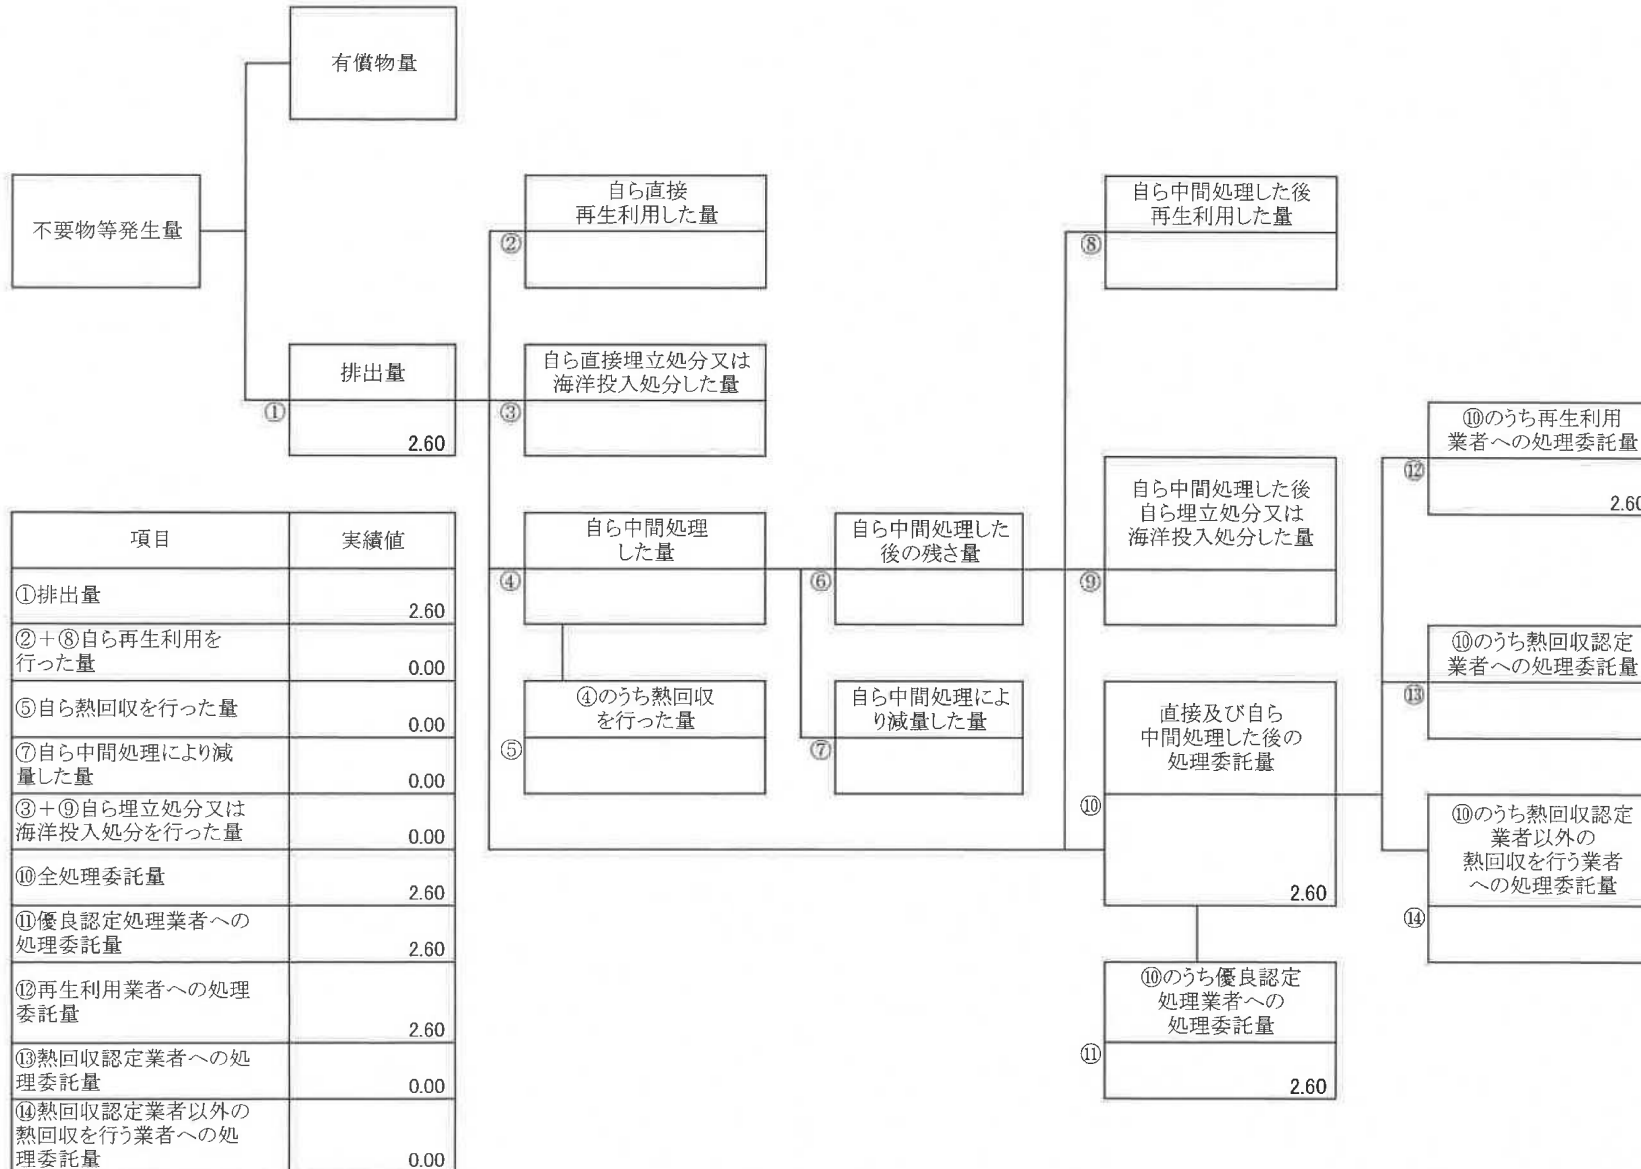 有償物量
不要物等発生量
排出量
①
2.60
自ら直接
再生利用した量
②
自ら直接埋立処分又は
海洋投入処分した量
③
自ら中間処理
した量
④
④のうち熱回収
を行った量
⑤
自ら中間処理した
後の残さ量
⑥
自ら中間処理によ
り減量した量
⑦
自ら中間処理した後
再生利用した量
⑧
自ら中間処理した後
自ら埋立処分又は
海洋投入処分した量
⑨
直接及び自ら
中間処理した後の
処理委託量
⑩
2.60
⑩のうち優良認定
処理業者への
処理委託量
⑪
2.60
⑩のうち再生利用
業者への処理委託量
⑫
2.60
⑩のうち熱回収認定
業者への処理委託量
⑬
⑩のうち熱回収認定
業者以外の
熱回収を行う業者
への処理委託量
⑭
項目 実績値
①排出量 2.60
②+⑧自ら再生利用を
行った量 0.00
⑤自ら熱回収を行った量 0.00
⑦自ら中間処理により減
量した量 0.00
③+⑨自ら埋立処分又は
海洋投入処分を行った量 0.00
⑩全処理委託量 2.60
⑪優良認定処理業者への
処理委託量 2.60
⑫再生利用業者への処理
委託量 2.60
⑬熱回収認定業者への処
理委託量 0.00
⑭熱回収認定業者以外の
熱回収を行う業者への処
理委託量 0.00